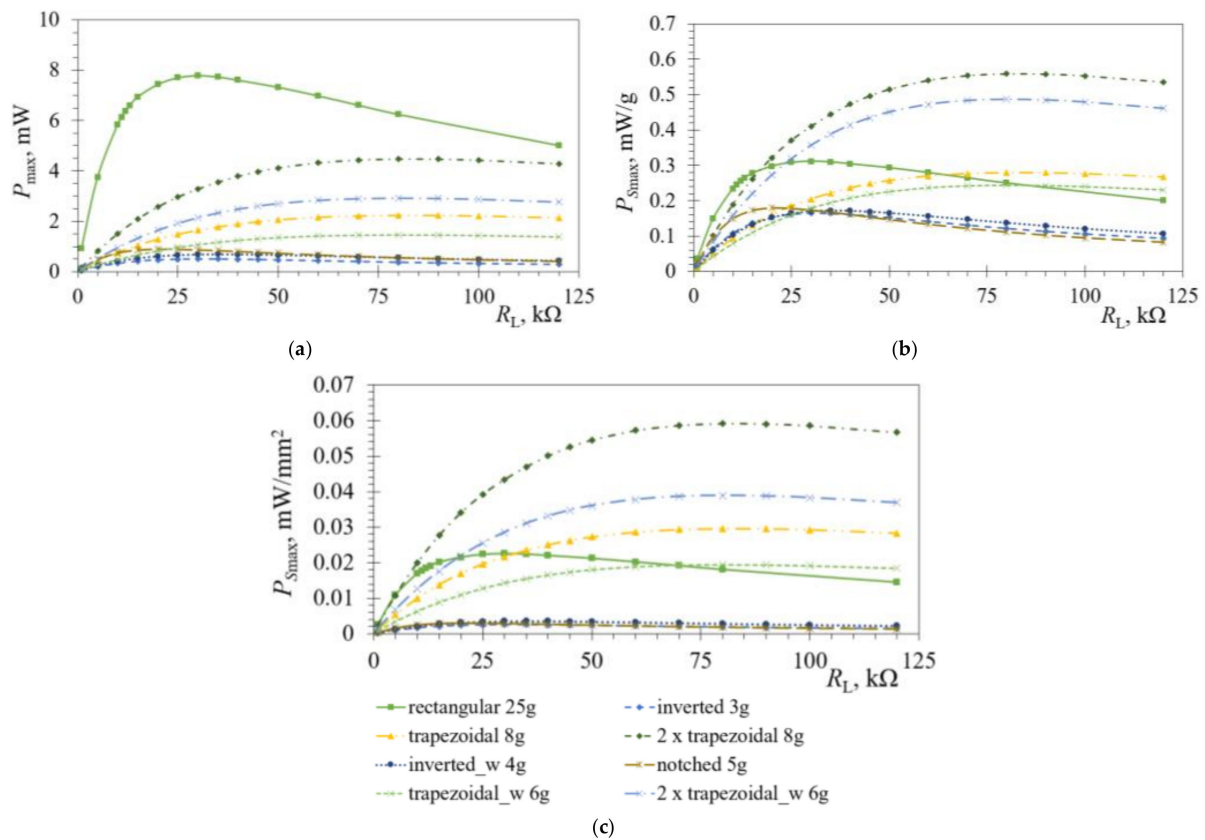 10
8
6
4
2
0
P_max, mW
0 25 50 75 100 125
R_L, kΩ
(a)
0.7
0.6
0.5
0.4
0.3
0.2
0.1
0
P_Smax, mW/g
0 25 50 75 100 125
R_L, kΩ
(b)
0.07
0.06
0.05
0.04
0.03
0.02
0.01
0
P_Smax, mW/mm²
0 25 50 75 100 125
R_L, kΩ
rectangular 25g
inverted 3g
trapezoidal 8g
2 x trapezoidal 8g
inverted_w 4g
notched 5g
trapezoidal_w 6g
2 x trapezoidal_w 6g
(c)